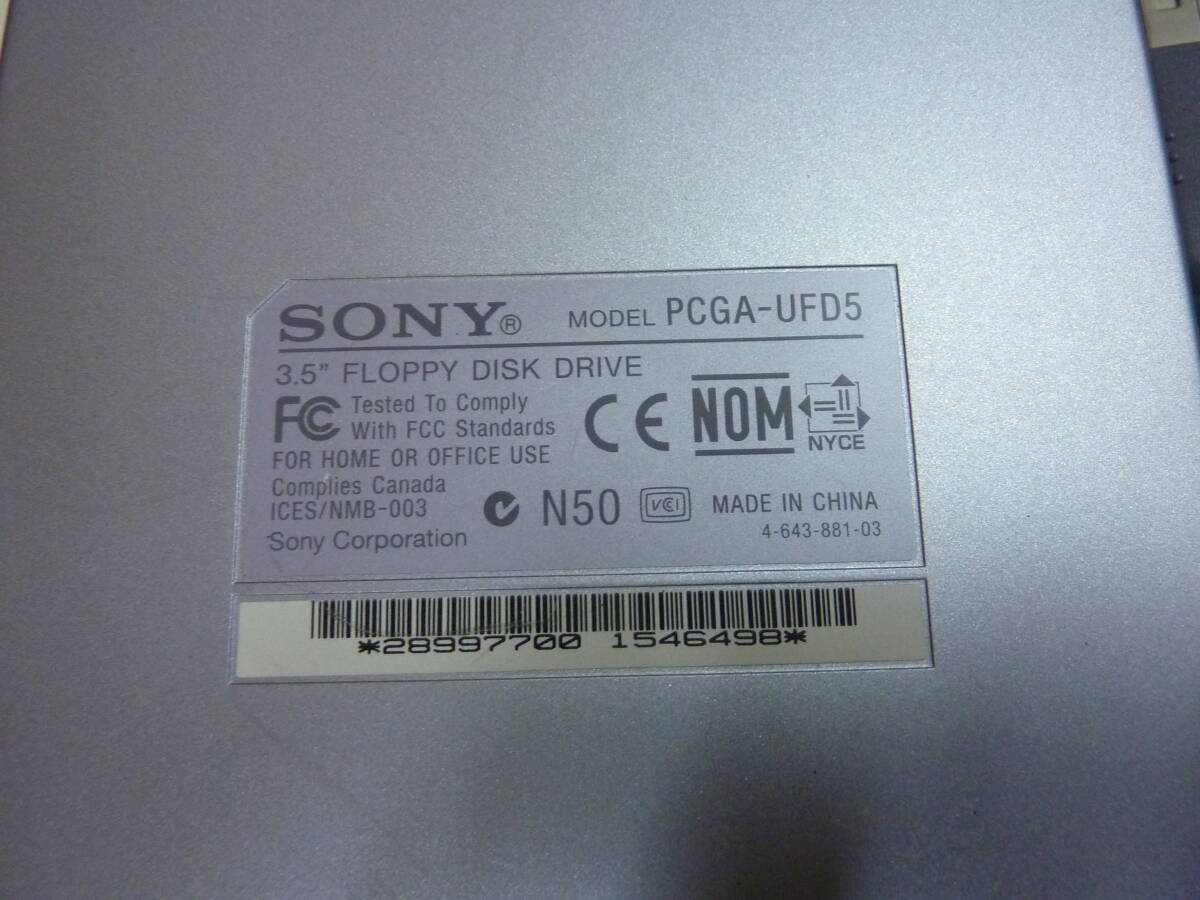 SONY® MODEL PCGA-UFD5
3.5” FLOPPY DISK DRIVE
FC Tested To Comply
With FCC Standards
FOR HOME OR OFFICE USE
CE NOM NYCE
Complies Canada
ICES/NMB-003
N50 VCI MADE IN CHINA
4-643-881-03
Sony Corporation
*28997700 1546498*